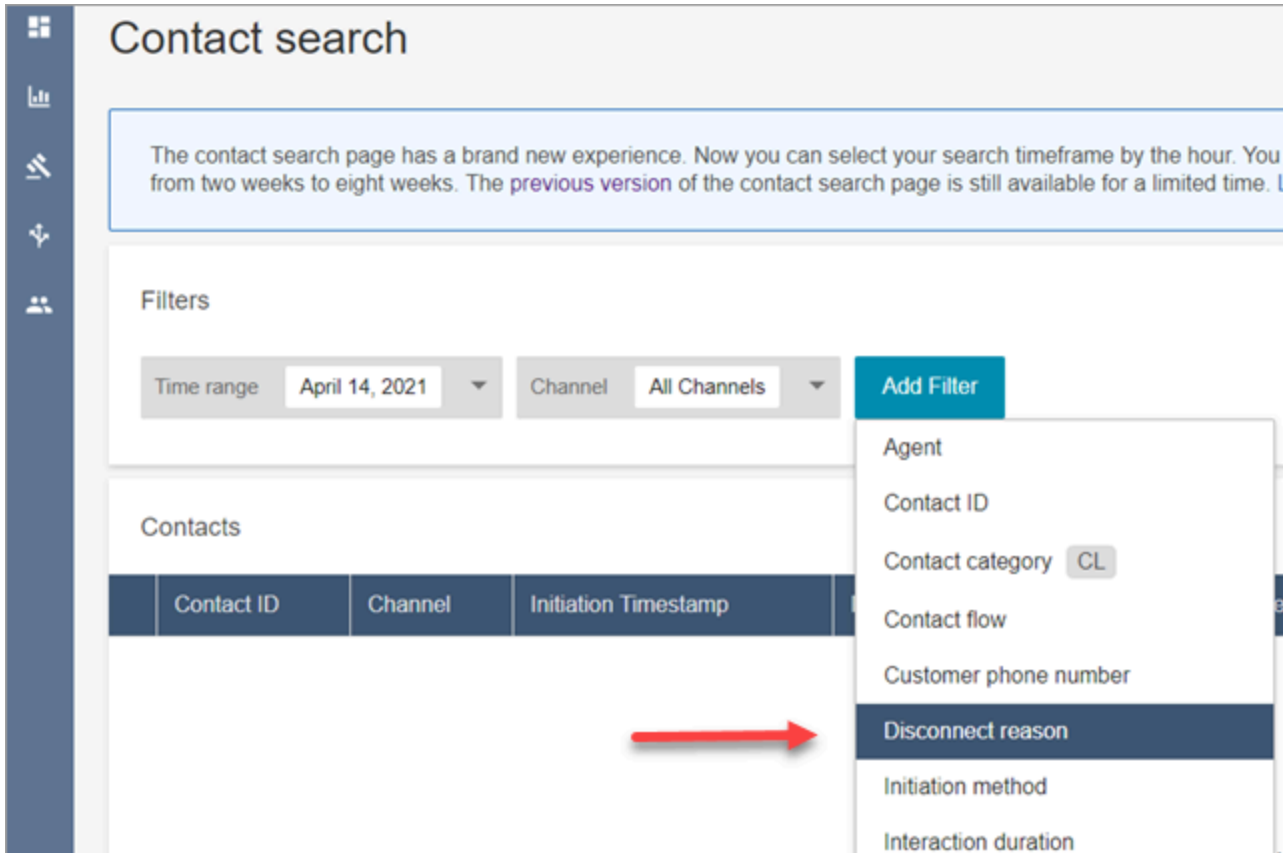 Contact search
The contact search page has a brand new experience. Now you can select your search timeframe by the hour. You
from two weeks to eight weeks. The previous version of the contact search page is still available for a limited time.
Filters
Time range April 14, 2021 Channel All Channels Add Filter
Agent
Contact ID
Contact category CL
Contact flow
Customer phone number
Disconnect reason
Initiation method
Interaction duration
Contacts
Contact ID Channel Initiation Timestamp